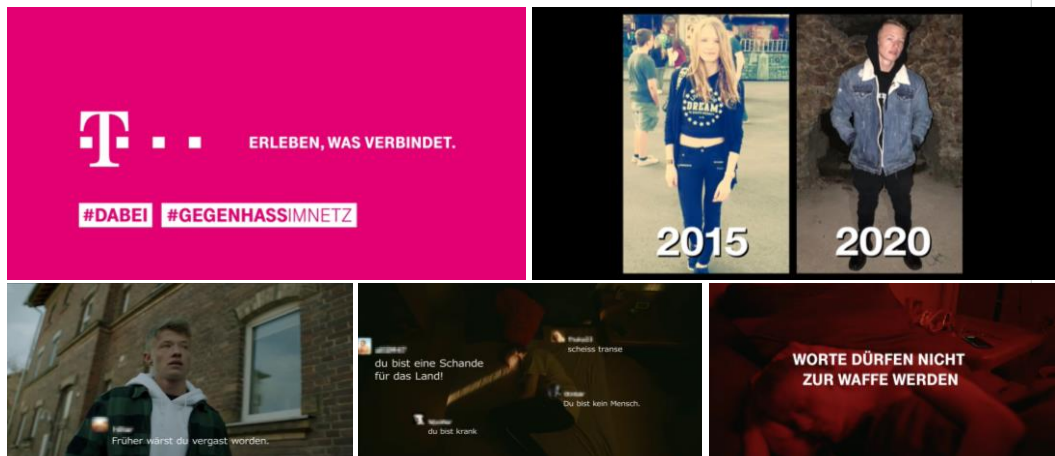 T
ERLEBEN, WAS VERBINDET.
#DABEI #GEGENHASSIMNETZ
DREAM
2015
2020
Früher wärst du vergast worden.
du bist eine Schande
für das Land!
scheiss transe
Du bist kein Mensch.
du bist krank
WORTE DÜRFEN NICHT
ZUR WAFFE WERDEN